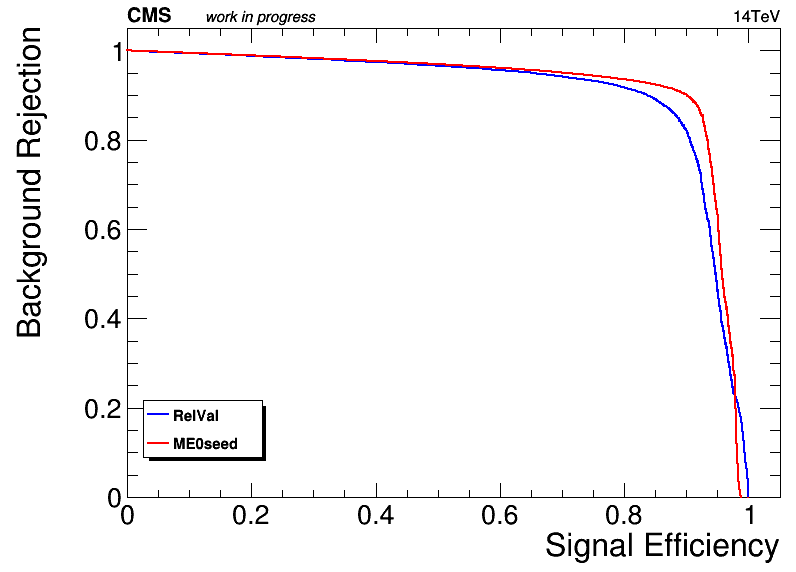 CMS work in progress 14TeV
Background Rejection
1
0.8
0.6
0.4
0.2
0
RelVal
ME0seed
0 0.2 0.4 0.6 0.8 1
Signal Efficiency